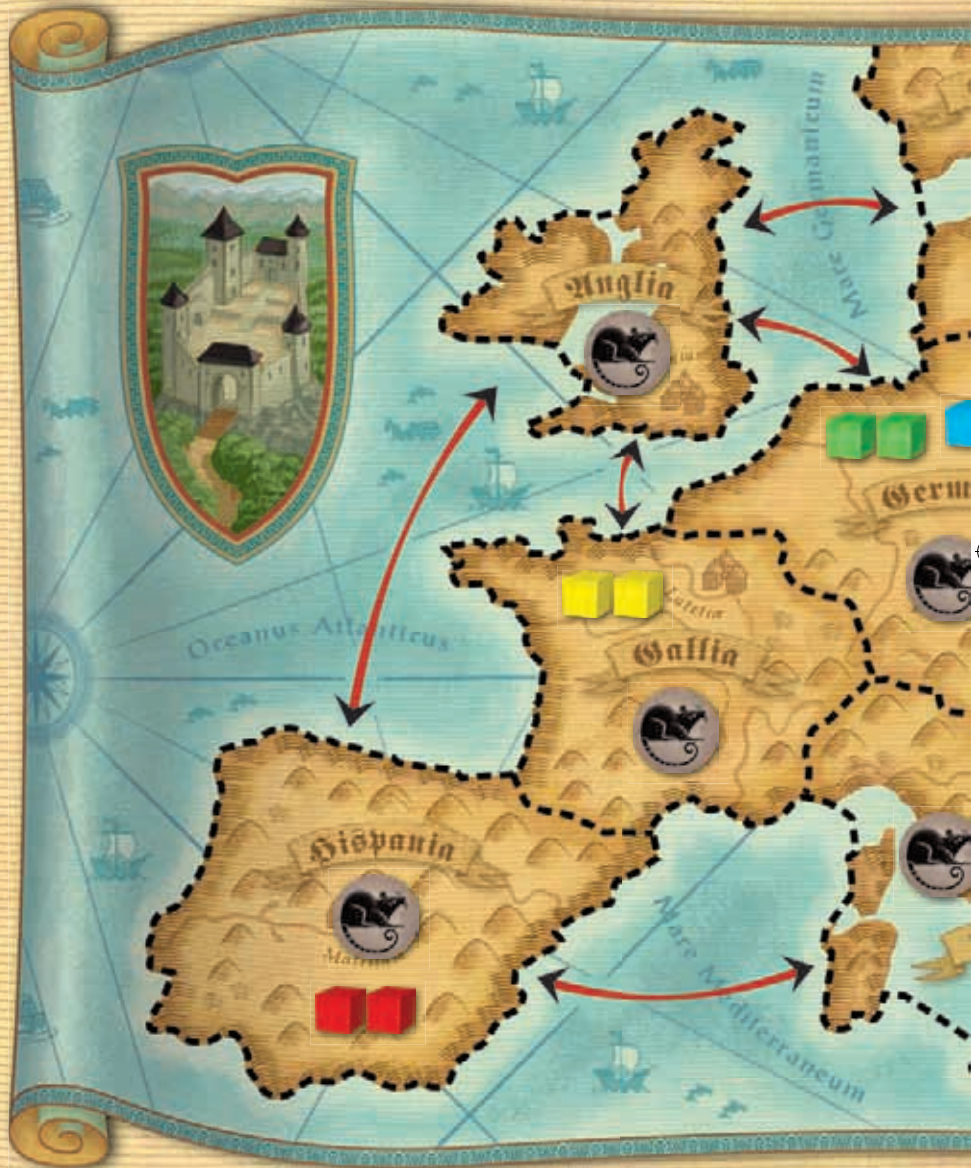 Mare Germanicum
Anglia
Germ
Lutetia
Gallia
Oceanus Atlanticus
Hispania
Mare Mediterraneum